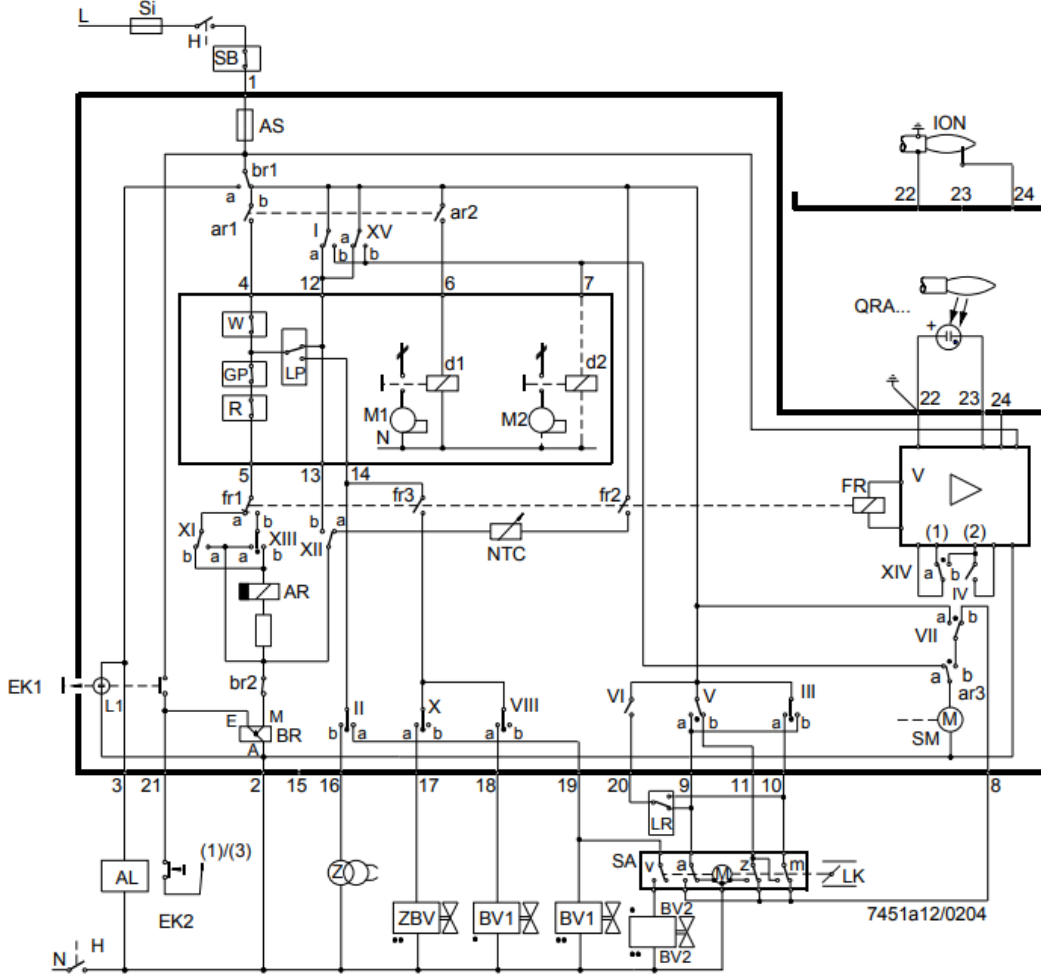 L Si
H
SB
1
AS ION
br1 22 23 24
a b
ar1 I a XV ar2
a b b
4 12 6 7
QRA...
+
W
LP d1 d2
GP
R M1 M2 22 23 24
N
5 13 14
fr1 fr3 fr2 FR V
a b b a
XI XIII XII NTC (1) (2)
b a a b
XIV a b IV
AR
a b
VII
EK1 br2 a b
L1 ar3
E M II X VIII VI V III M
BR b a a b a b a b a b SM
A
3 21 2 15 16 17 18 19 20 9 11 10 8
LR
(1)/(3) SA v a M z m LK
AL Z
EK2 ZBV BV1 BV1 BV2 7451a12/0204
BV2
N H